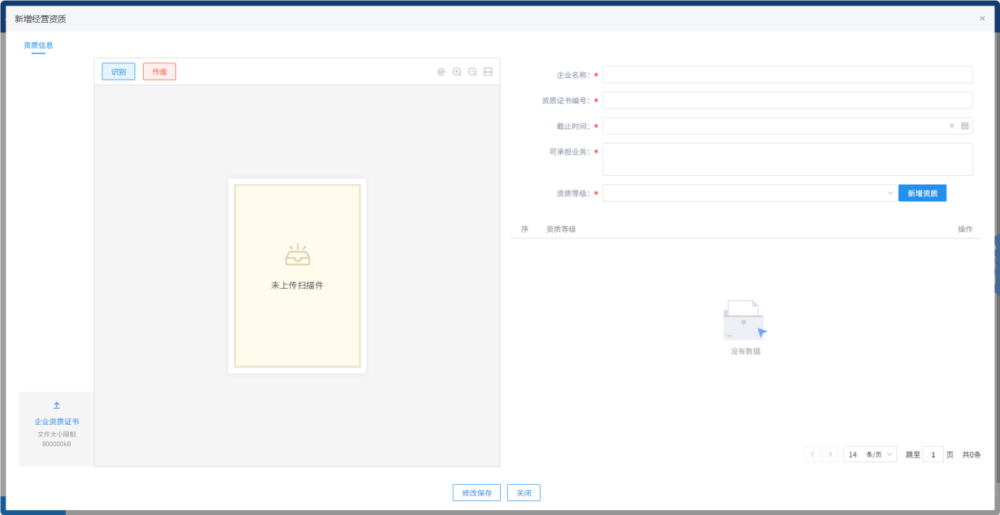 新增经营资质
资质信息
识别 作废
未上传扫描件
企业资质证书
文件大小限制
800000kB
企业名称: *
资质证书编号: *
截止时间: *
可承担业务: *
资质等级: * 新增资质
序 资质等级 操作
没有数据
14 条/页 跳至 1 页 共0条
修改保存 关闭